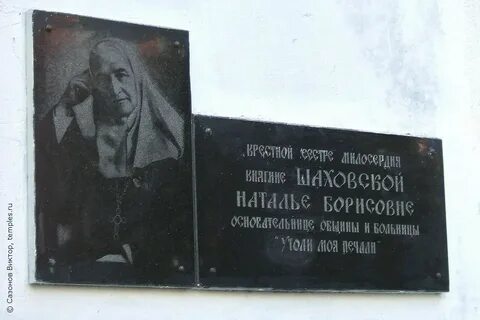 КРЕСТНОЙ СЕСТРЕ МИЛОСЕРДИЯ
КНЯГИНЕ ШАХОВСКОЙ
НАТАЛЬЕ БОРИСОВНЕ
ОСНОВАТЕЛЬНИЦЕ ОБЩИНЫ И БОЛЬНИЦЫ
"УТОЛИ МОЯ ПЕЧАЛИ"
© Сазонов Виктор, temples.ru